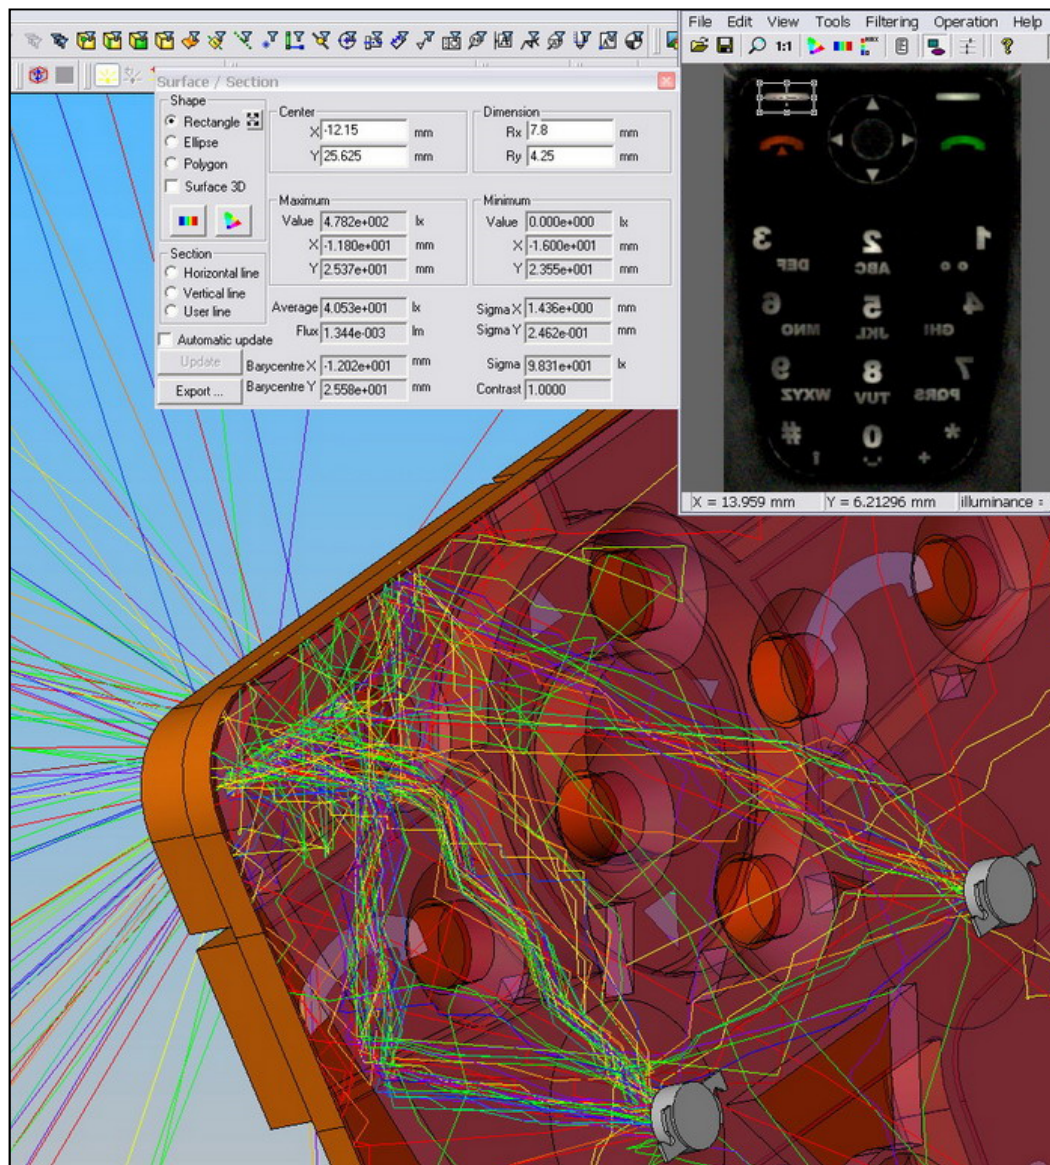 File Edit View Tools Filtering Operation Help
1:1
Surface / Section
Shape
Rectangle
Ellipse
Polygon
Surface 3D
Center
X -12.15 mm
Y 25.625 mm
Dimension
Rx 7.8 mm
Ry 4.25 mm
Maximum
Value 4.782e+002 lx
X -1.180e+001 mm
Y 2.537e+001 mm
Minimum
Value 0.000e+000 lx
X -1.600e+001 mm
Y 2.355e+001 mm
Section
Horizontal line
Vertical line
User line
Automatic update
Update
Export ...
Average 4.053e+001 lx
Flux 1.344e-003 lm
Barycentre X -1.202e+001 mm
Barycentre Y 2.558e+001 mm
Sigma X 1.436e+000 mm
Sigma Y 2.462e-001 mm
Sigma 9.831e+001 lx
Contrast 1.0000
3 2 1
DEF ABC
6 5 4
MNO JKL GHI
9 8 7
WXYZ TUV PQRS
# 0 *
+
X = 13.959 mm Y = 6.21296 mm illuminance =